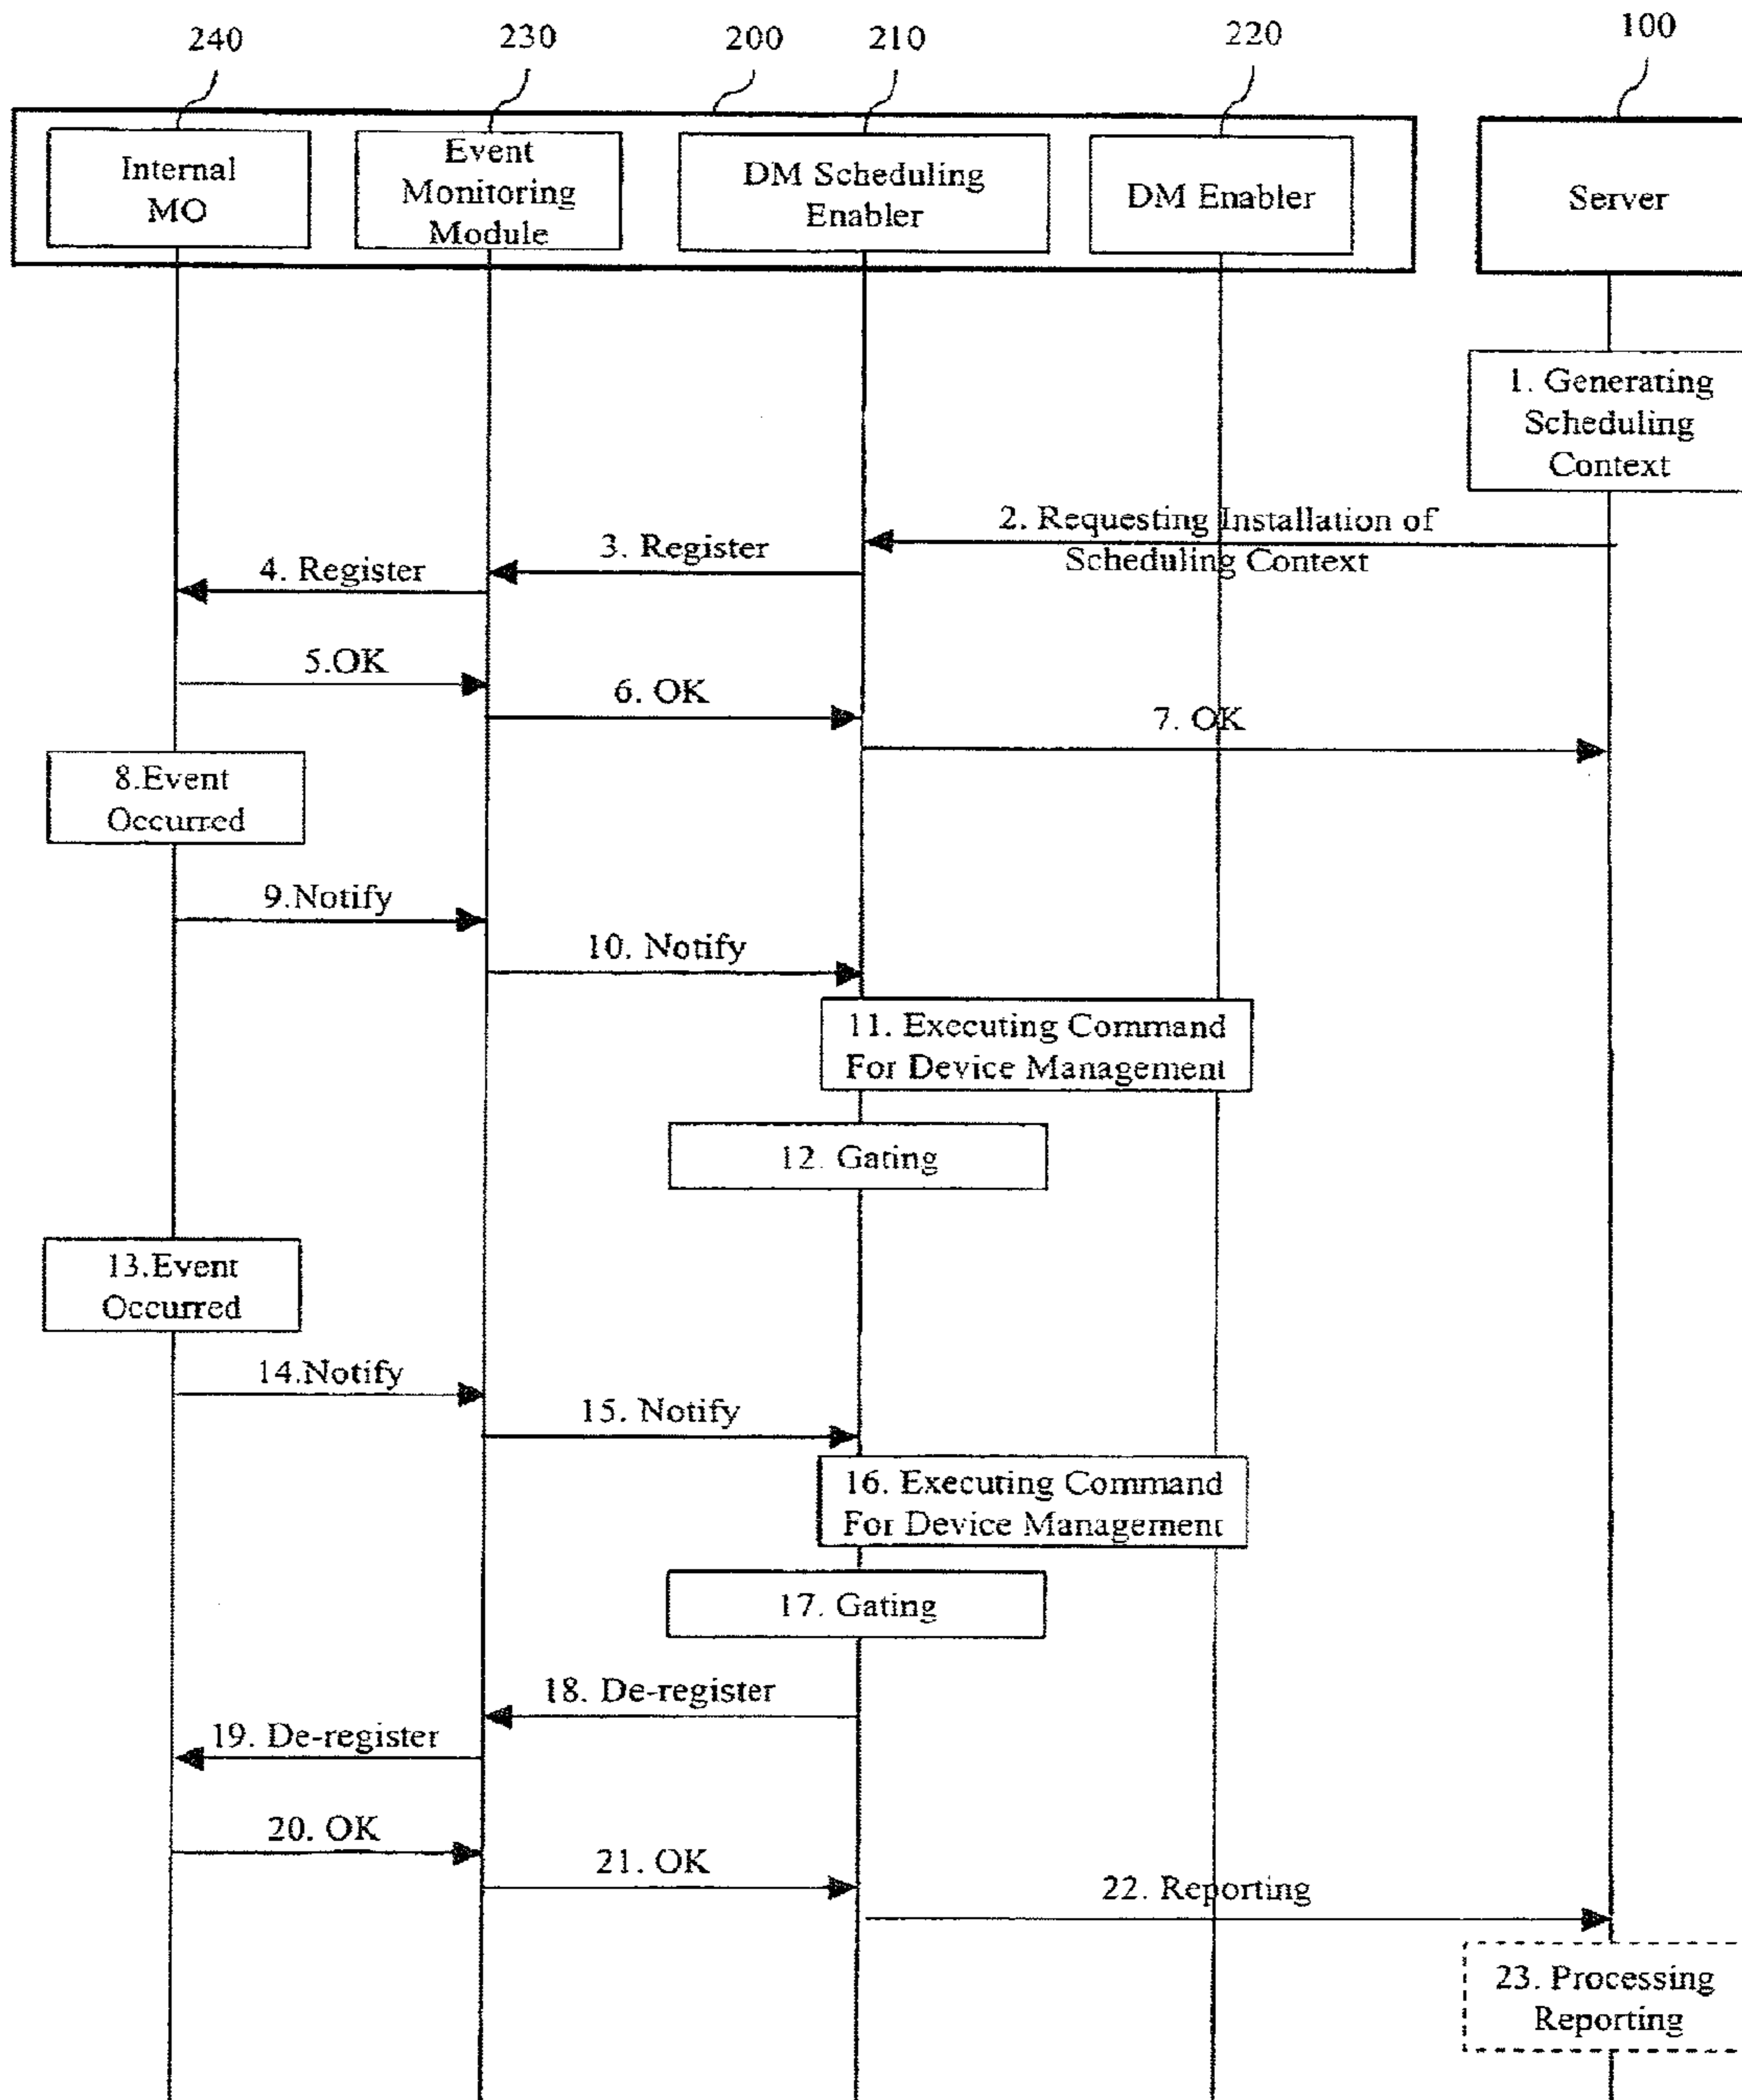 240
230
200
210
220
100
Internal
MO
Event
Monitoring
Module
DM Scheduling
Enabler
DM Enabler
Server
1. Generating
Scheduling
Context
2. Requesting Installation of
Scheduling Context
3. Register
4. Register
5.OK
6. OK
7. OK
8.Event
Occurred
9.Notify
10. Notify
11. Executing Command
For Device Management
12. Gating
13.Event
Occurred
14.Notify
15. Notify
16. Executing Command
For Device Management
17. Gating
18. De-register
19. De-register
20. OK
21. OK
22. Reporting
23. Processing
Reporting